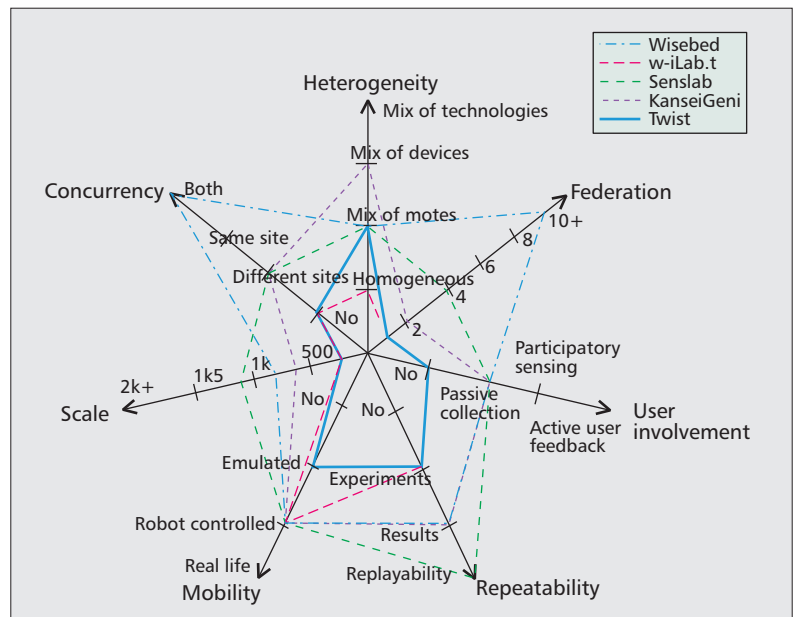 Wisebed
w-iLab.t
Senslab
KanseiGeni
Twist
Heterogeneity
Mix of technologies
Mix of devices
Concurrency
Both
Federation
10+
Mix of motes
Same site
8
6
Different sites
Homogeneous
4
No
2
500
Participatory
sensing
1k
No
1k5
2k+
Passive
collection
Scale
No
No
User
involvement
Active user
feedback
Emulated
Experiments
Robot controlled
Results
Real life
Replayability
Mobility
Repeatability